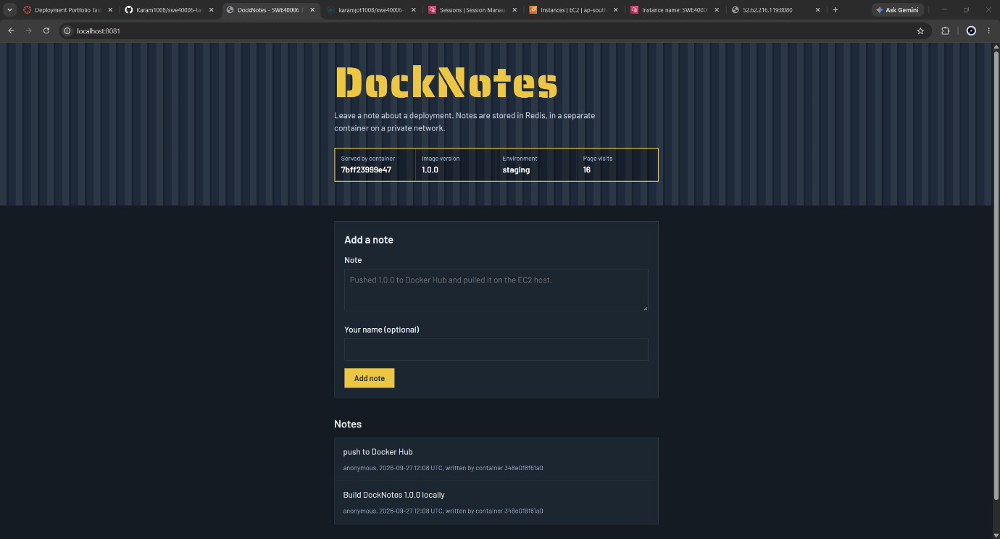 Deployment Portfolio Task
Karam1008/swe40006-ta
DockNotes - SWE40006 T
karamjot1008/swe40006-
Sessions | Session Manag
Instances | EC2 | ap-south
Instance name: SWE4000
52.62.216.119:8080
Ask Gemini
localhost:8081
DockNotes
Leave a note about a deployment. Notes are stored in Redis, in a separate
container on a private network.
Served by container
7bff23999e47
Image version
1.0.0
Environment
staging
Page visits
16
Add a note
Note
Pushed 1.0.0 to Docker Hub and pulled it on the EC2 host.
Your name (optional)
Add note
Notes
push to Docker Hub
anonymous, 2026-09-27 12:08 UTC, written by container 348e0f8f61a0
Build DockNotes 1.0.0 locally
anonymous, 2026-09-27 12:08 UTC, written by container 348e0f8f61a0